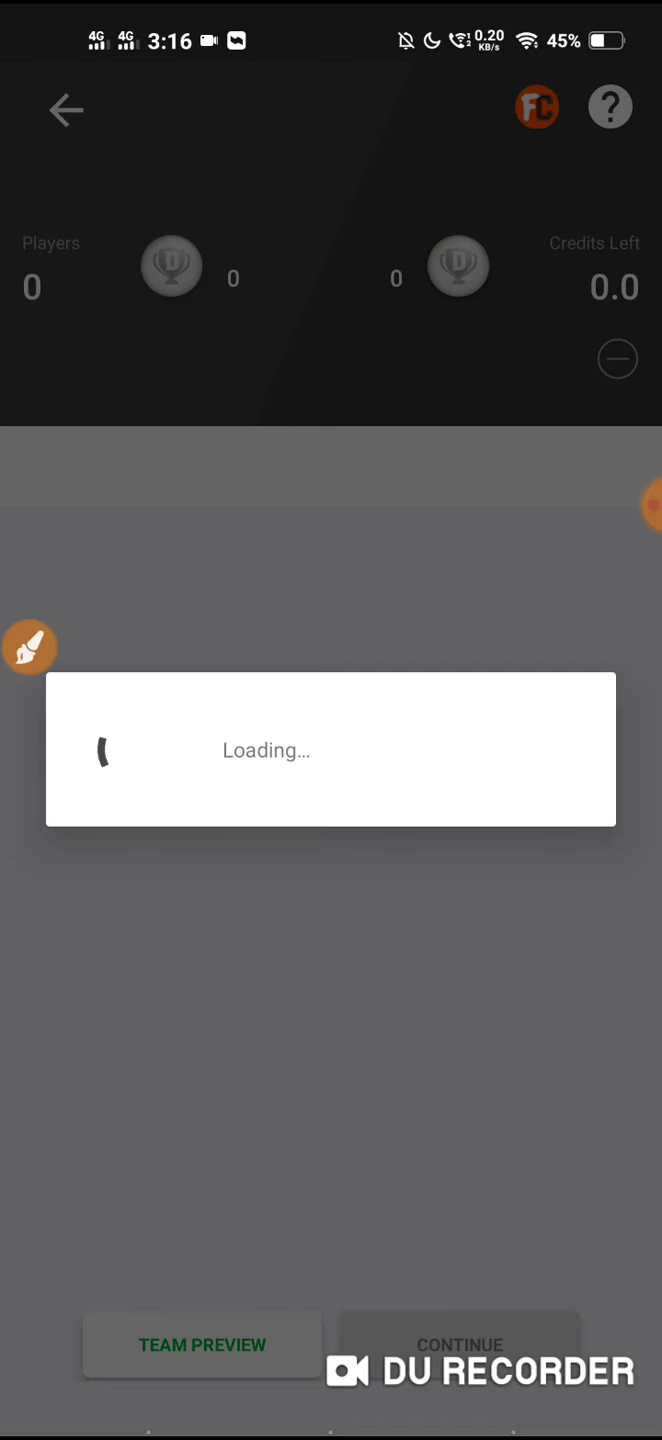 4G 4G 3:16 0.20 KB/s 45%
FC ?
Players
Credits Left
0 D 0 0 D 0.0
Loading...
TEAM PREVIEW CONTINUE
DU RECORDER